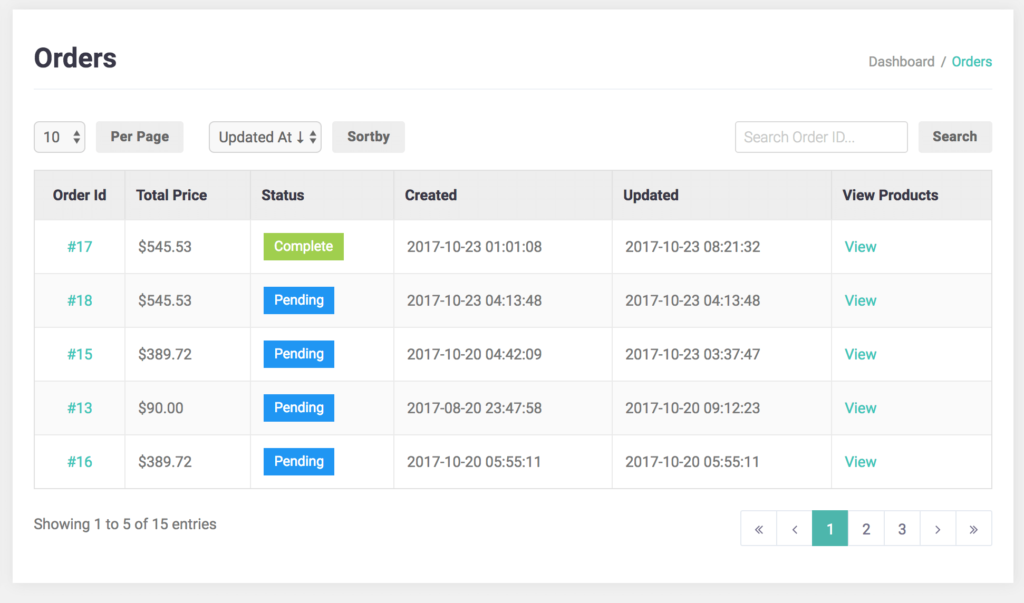 Orders
Dashboard / Orders
10 Per Page Updated At ↓ Sortby Search Order ID... Search
Order Id Total Price Status Created Updated View Products
#17 $545.53 Complete 2017-10-23 01:01:08 2017-10-23 08:21:32 View
#18 $545.53 Pending 2017-10-23 04:13:48 2017-10-23 04:13:48 View
#15 $389.72 Pending 2017-10-20 04:42:09 2017-10-23 03:37:47 View
#13 $90.00 Pending 2017-08-20 23:47:58 2017-10-20 09:12:23 View
#16 $389.72 Pending 2017-10-20 05:55:11 2017-10-20 05:55:11 View
Showing 1 to 5 of 15 entries
« ‹ 1 2 3 › »